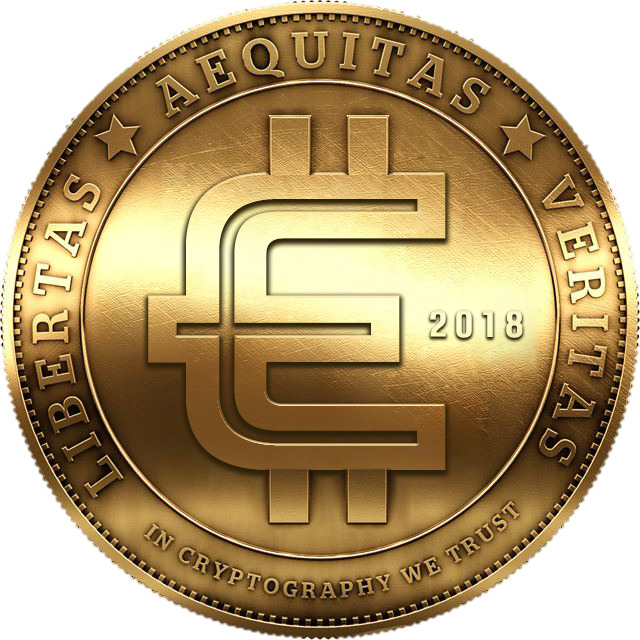 LIBERTAS ★ AEQUITAS ★ VERITAS
2018
IN CRYPTOGRAPHY WE TRUST